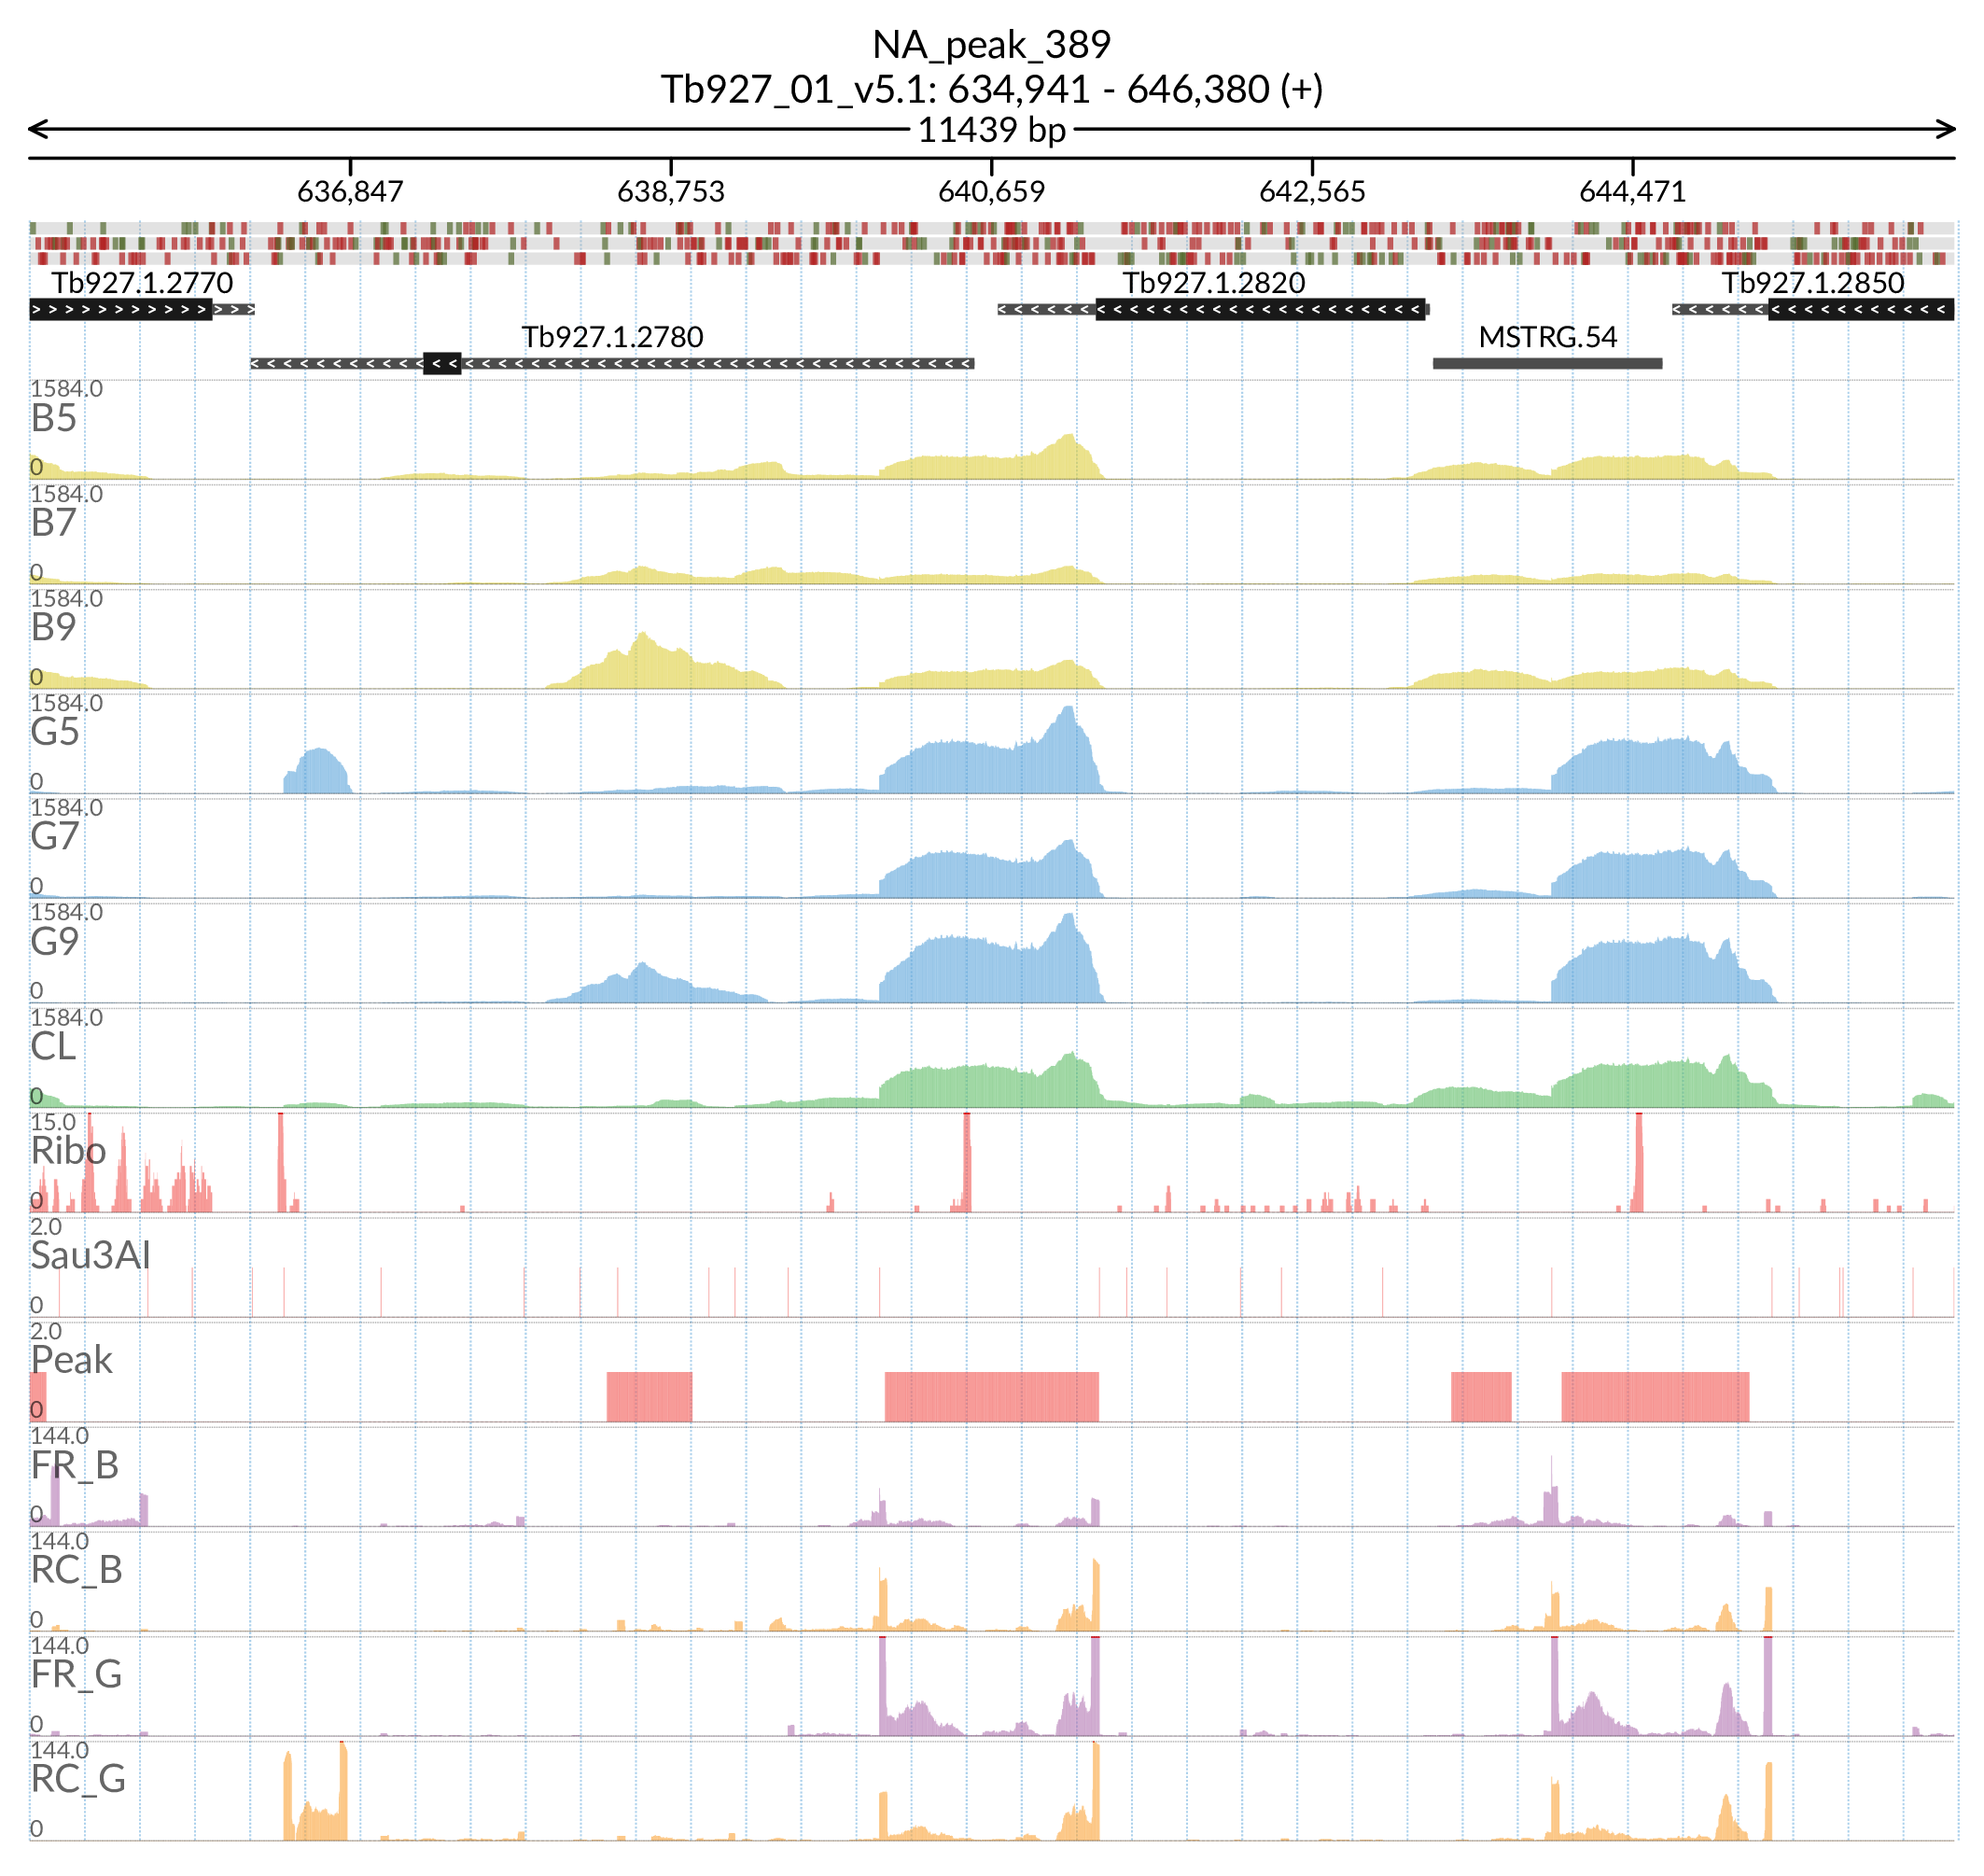 NA_peak_389
Tb927_01_v5.1: 634,941 - 646,380 (+)
11439 bp
636,847 638,753 640,659 642,565 644,471
Tb927.1.2770 Tb927.1.2820 Tb927.1.2850
Tb927.1.2780 MSTRG.54
1584.0
B5
0
1584.0
B7
0
1584.0
B9
0
1584.0
G5
0
1584.0
G7
0
1584.0
G9
0
1584.0
CL
0
15.0
Ribo
0
2.0
Sau3AI
0
2.0
Peak
0
144.0
FR_B
0
144.0
RC_B
0
144.0
FR_G
0
144.0
RC_G
0